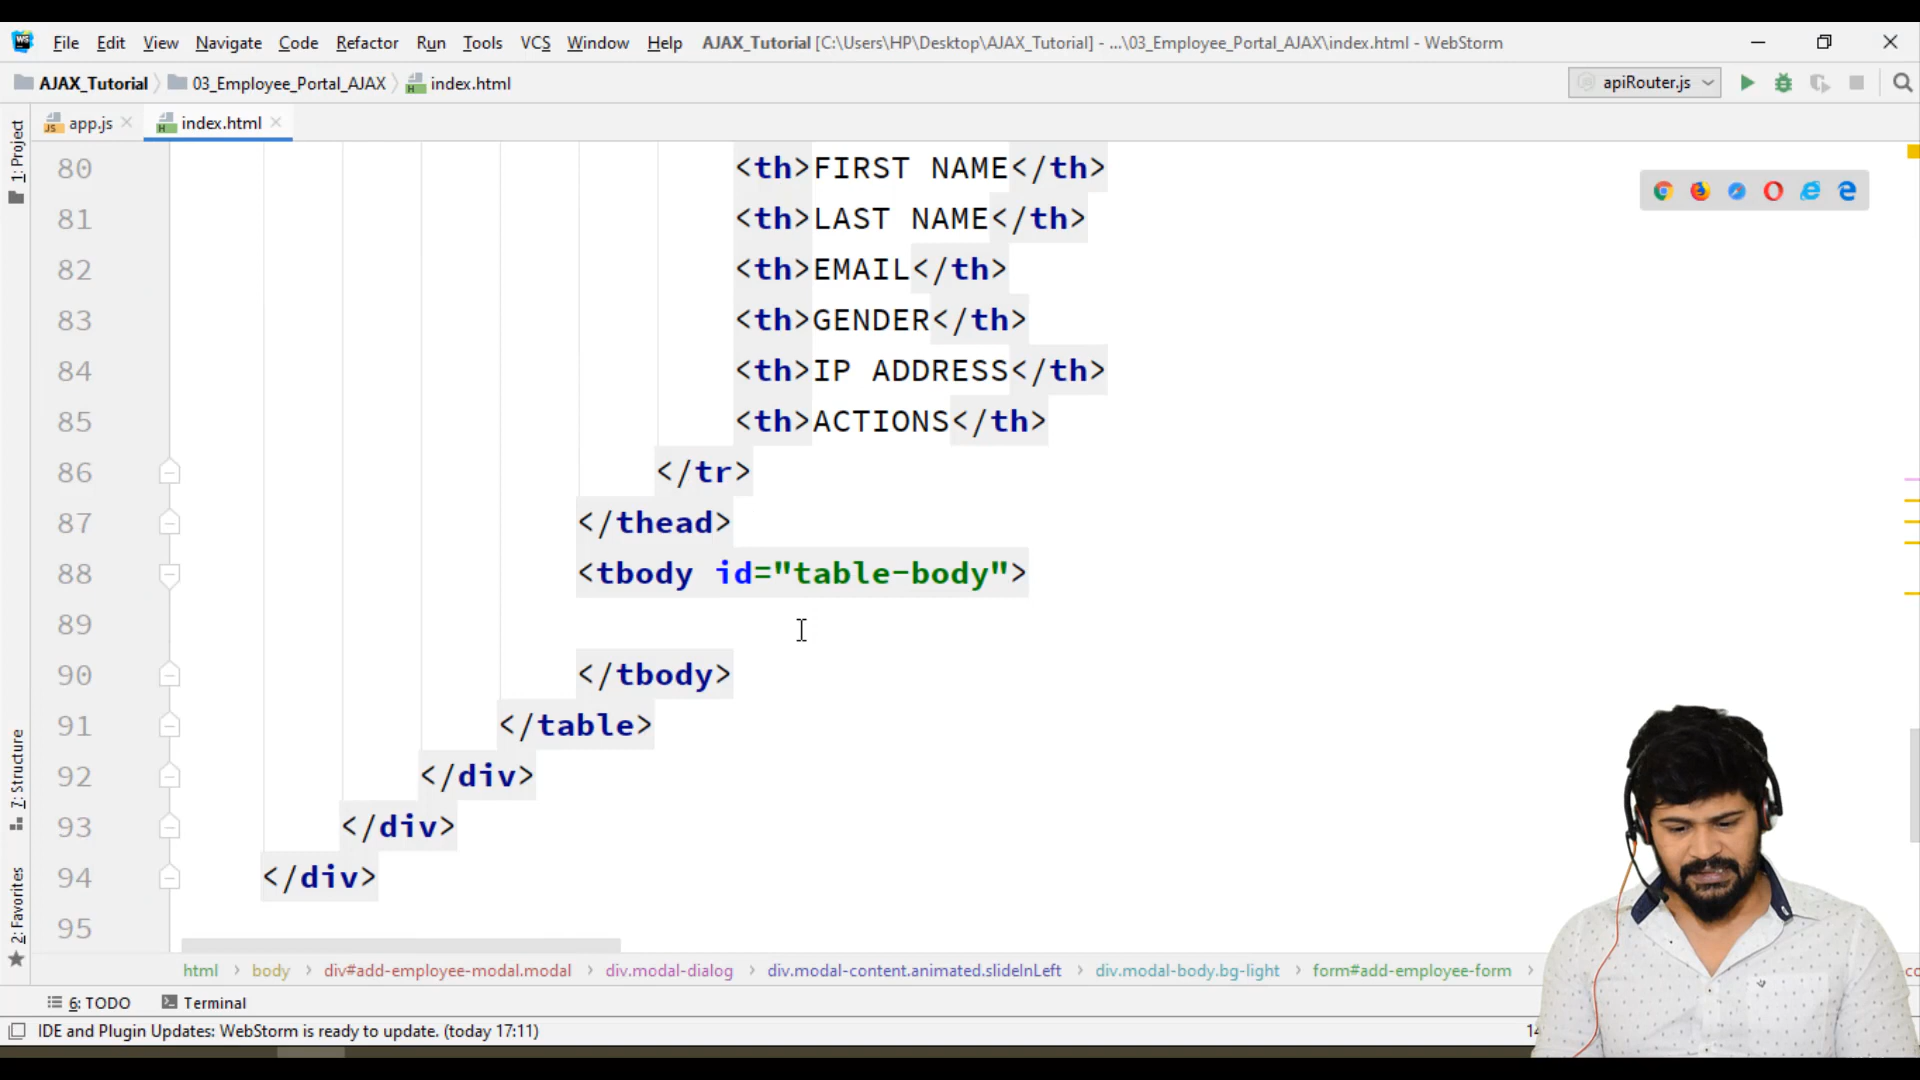 WS File Edit View Navigate Code Refactor Run Tools VCS Window Help AJAX_Tutorial [C:\Users\HP\Desktop\AJAX_Tutorial] - ...\03_Employee_Portal_AJAX\index.html - WebStorm
AJAX_Tutorial 03_Employee_Portal_AJAX index.html apiRouter.js
app.js index.html
1: Project
80 <th>FIRST NAME</th>
81 <th>LAST NAME</th>
82 <th>EMAIL</th>
83 <th>GENDER</th>
84 <th>IP ADDRESS</th>
85 <th>ACTIONS</th>
86 </tr>
87 </thead>
88 <tbody id="table-body">
89
90 </tbody>
91 </table>
92 </div>
93 </div>
94 </div>
95
7: Structure
2: Favorites
html body div#add-employee-modal.modal div.modal-dialog div.modal-content.animated.slideInLeft div.modal-body.bg-light form#add-employee-form
6: TODO Terminal
IDE and Plugin Updates: WebStorm is ready to update. (today 17:11)